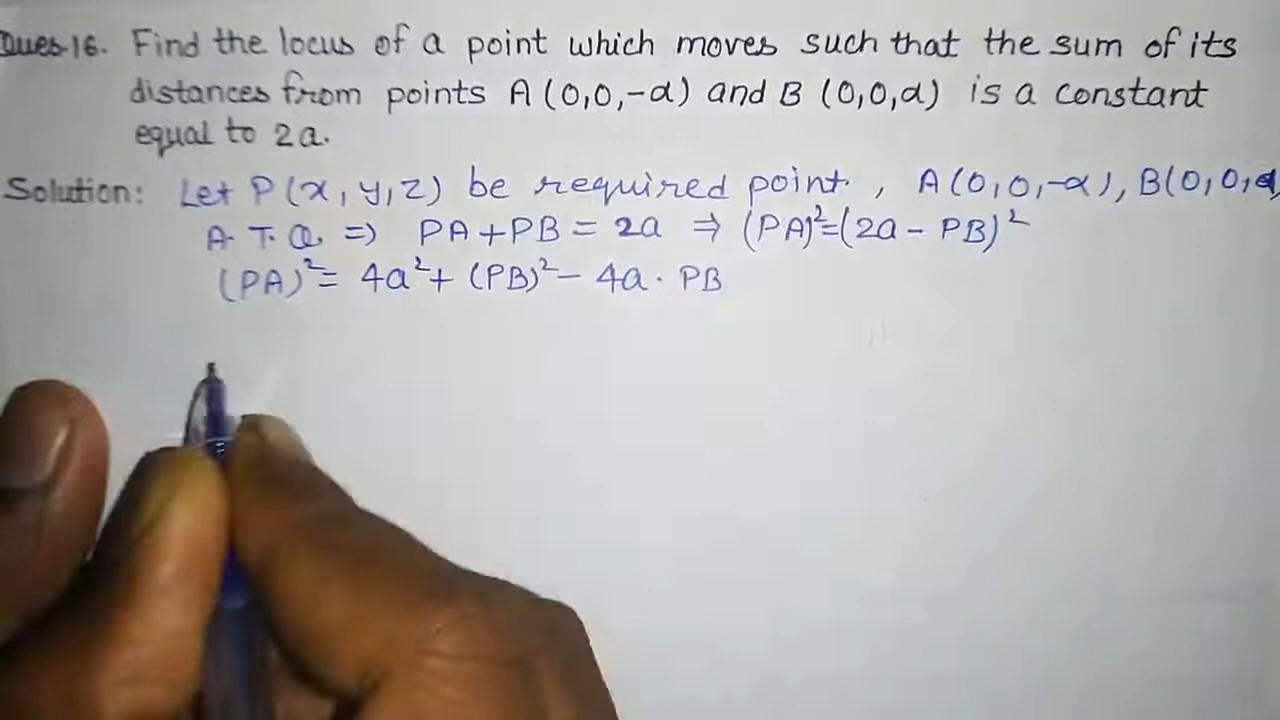 Ques-16. Find the locus of a point which moves such that the sum of its
distances from points A (0,0,-α) and B (0,0,α) is a constant
equal to 2a.
Solution: Let P(x, y, z) be required point, A(0,0,-α), B(0,0,α)
A.T.Q. ⇒ PA+PB = 2a ⇒ (PA)²=(2a - PB)²
(PA)² = 4a² + (PB)² - 4a · PB